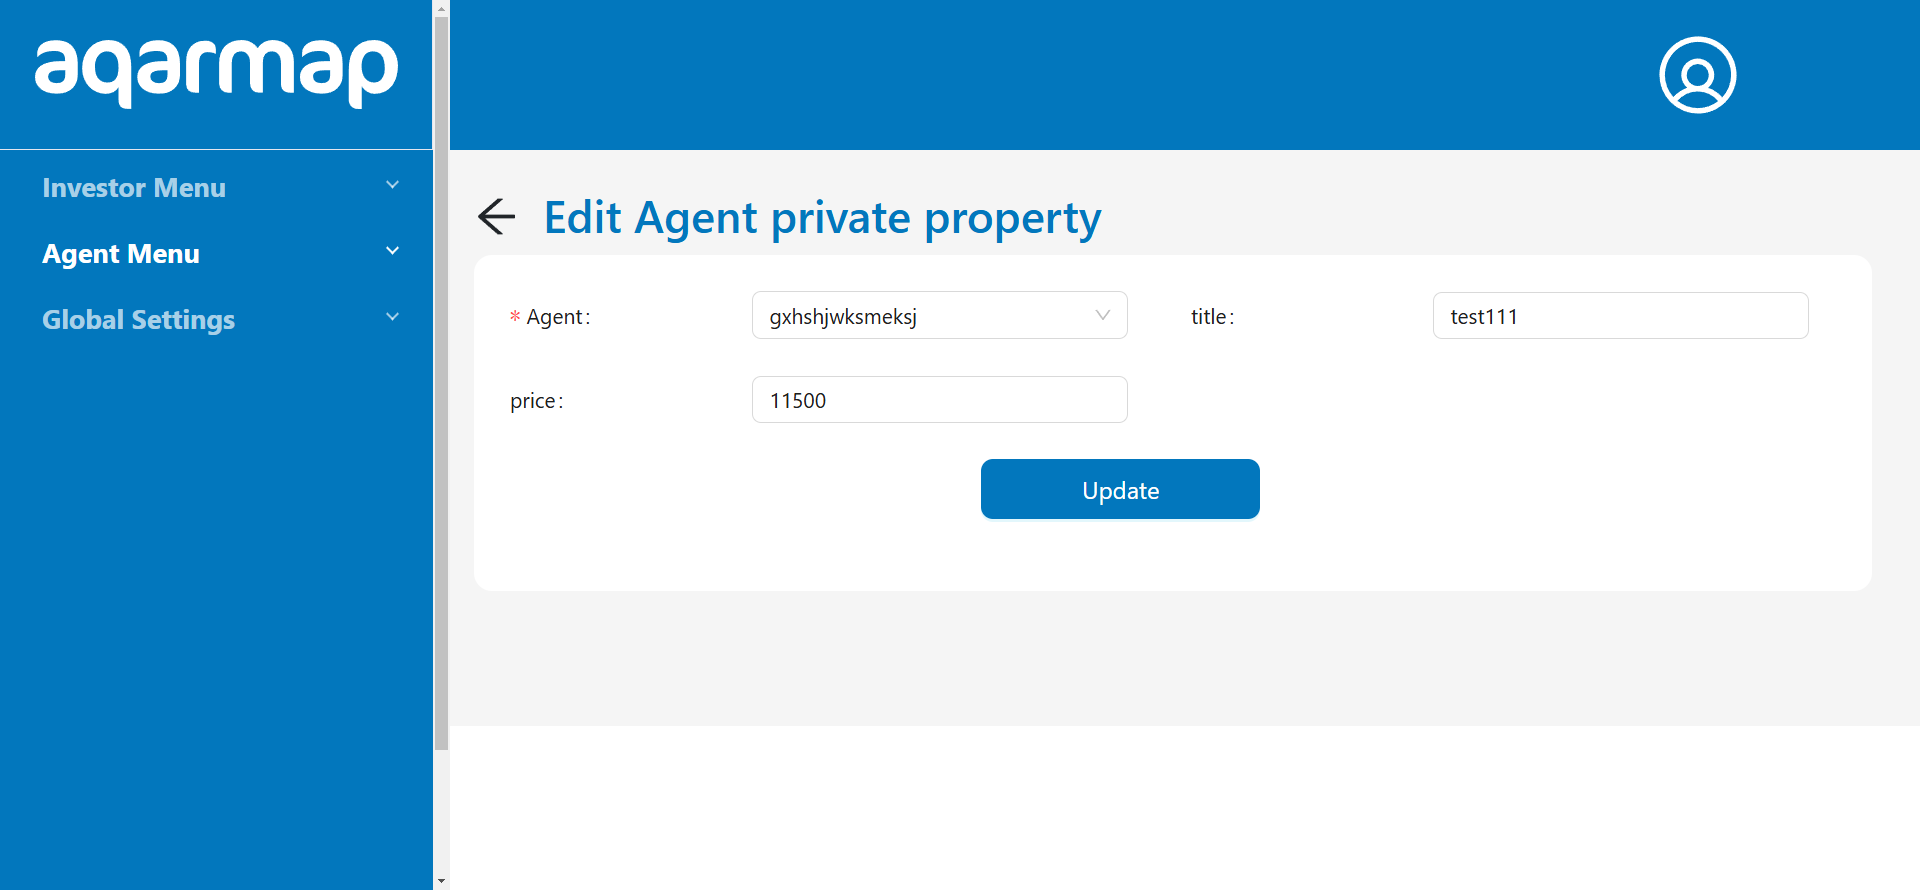 aqarmap
Investor Menu
Agent Menu
Global Settings
Edit Agent private property
* Agent: gxhshjwksmeksj title: test111
price: 11500
Update